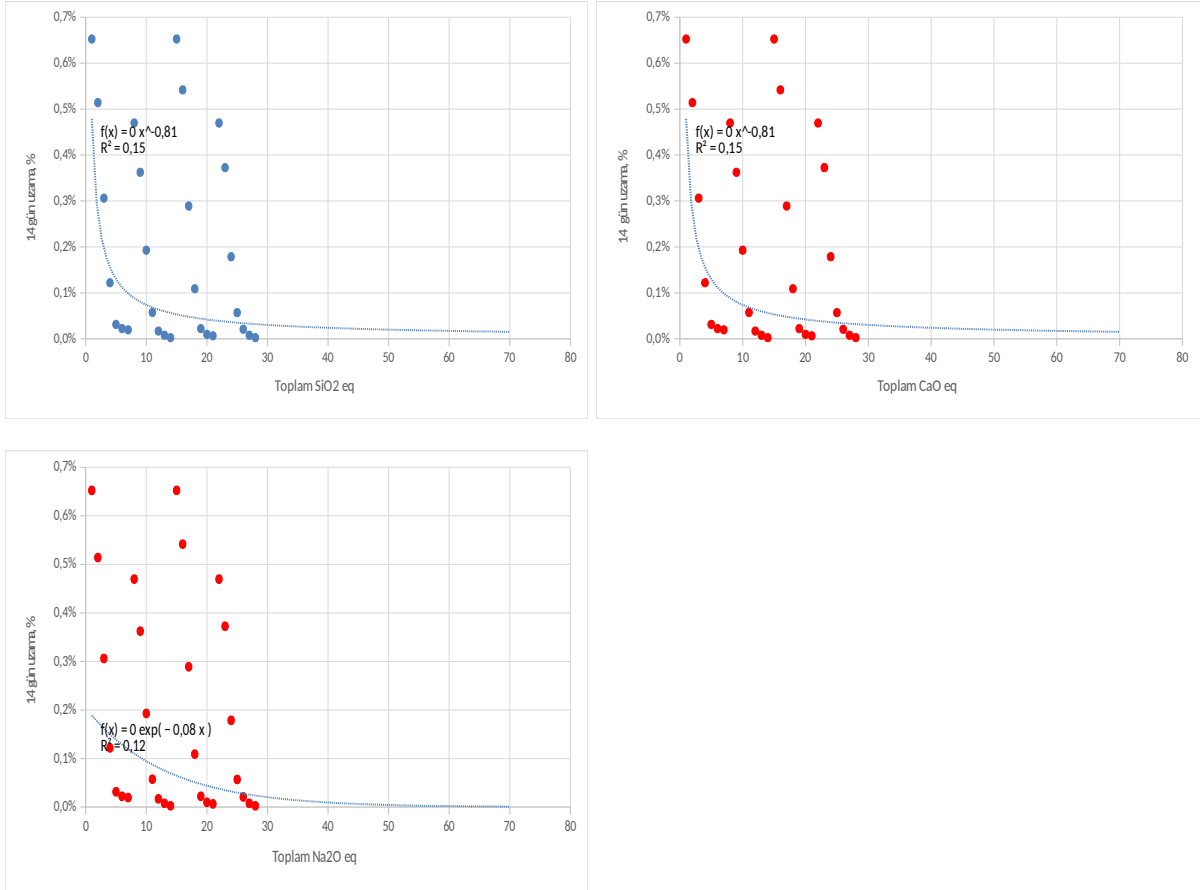 0,7%
0,6%
0,5%
0,4%
0,3%
0,2%
0,1%
0,0%
14 gün uzama, %
f(x) = 0 x^-0,81
R² = 0,15
0 10 20 30 40 50 60 70 80
Toplam SiO2 eq
0,7%
0,6%
0,5%
0,4%
0,3%
0,2%
0,1%
0,0%
14 gün uzama, %
f(x) = 0 x^-0,81
R² = 0,15
0 10 20 30 40 50 60 70 80
Toplam CaO eq
0,7%
0,6%
0,5%
0,4%
0,3%
0,2%
0,1%
0,0%
14 gün uzama, %
f(x) = 0 exp( − 0,08 x )
R² = 0,12
0 10 20 30 40 50 60 70 80
Toplam Na2O eq